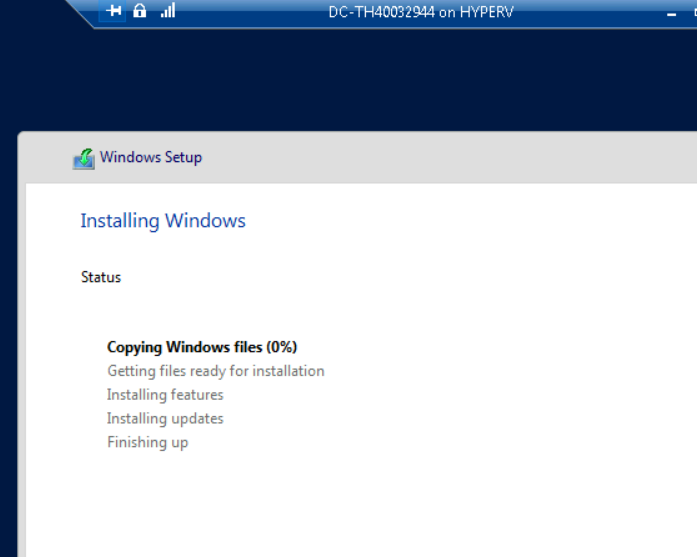 DC-TH40032944 on HYPERV
Windows Setup
Installing Windows
Status
Copying Windows files (0%)
Getting files ready for installation
Installing features
Installing updates
Finishing up